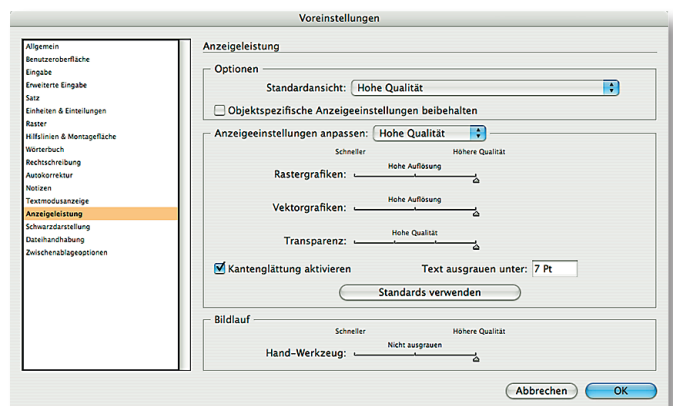 Voreinstellungen
Allgemein
Benutzeroberfläche
Eingabe
Erweiterte Eingabe
Satz
Einheiten & Einteilungen
Raster
Hilfslinien & Montagefläche
Wörterbuch
Rechtschreibung
Autokorrektur
Notizen
Textmodusanzeige
Anzeigeleistung
Schwarzdarstellung
Dateihandhabung
Zwischenablageoptionen
Anzeigeleistung
Optionen
Standardansicht: Hohe Qualität
Objektspezifische Anzeigeeinstellungen beibehalten
Anzeigeeinstellungen anpassen: Hohe Qualität
Schneller Höhere Qualität
Hohe Auflösung
Rastergrafiken:
Hohe Auflösung
Vektorgrafiken:
Hohe Qualität
Transparenz:
Kantenglättung aktivieren Text ausgrauen unter: 7 Pt
Standards verwenden
Bildlauf
Schneller Höhere Qualität
Nicht ausgrauen
Hand-Werkzeug:
Abbrechen OK